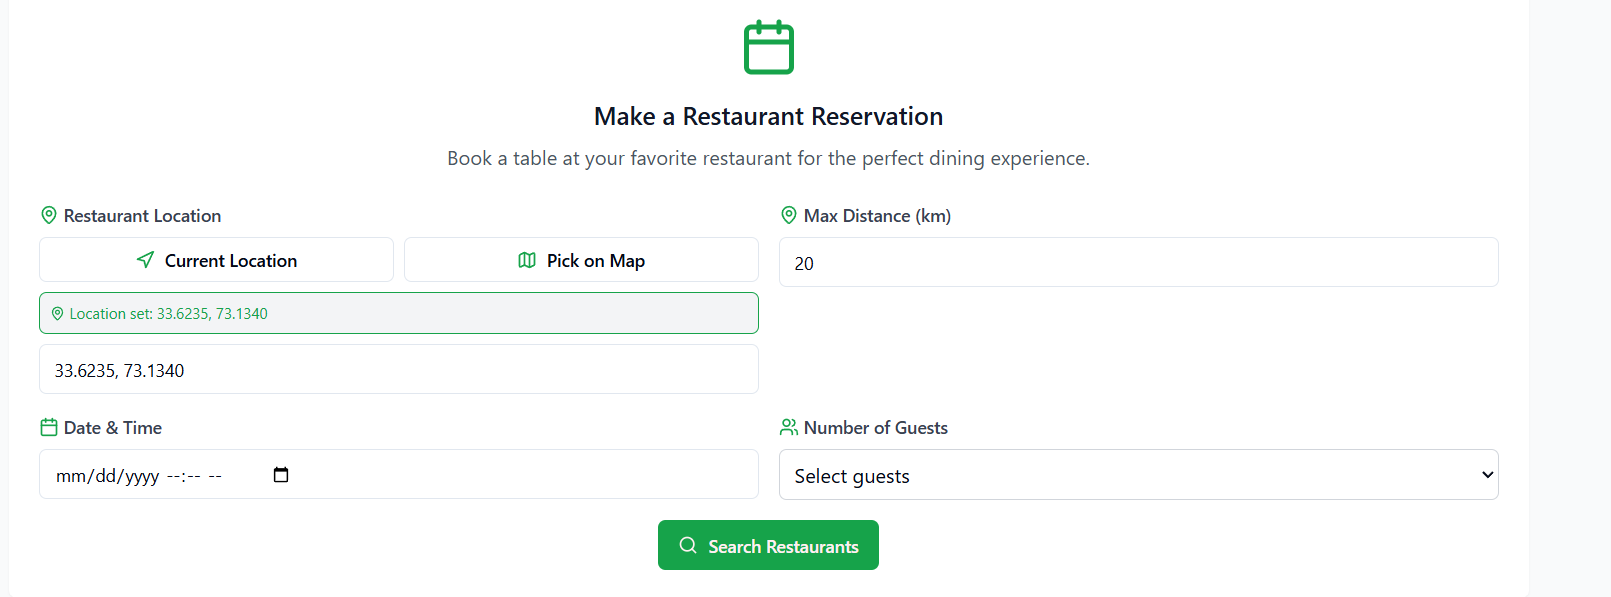 Make a Restaurant Reservation
Book a table at your favorite restaurant for the perfect dining experience.
Restaurant Location
Current Location
Pick on Map
Location set: 33.6235, 73.1340
33.6235, 73.1340
Max Distance (km)
20
Date & Time
mm/dd/yyyy --:-- --
Number of Guests
Select guests
Search Restaurants